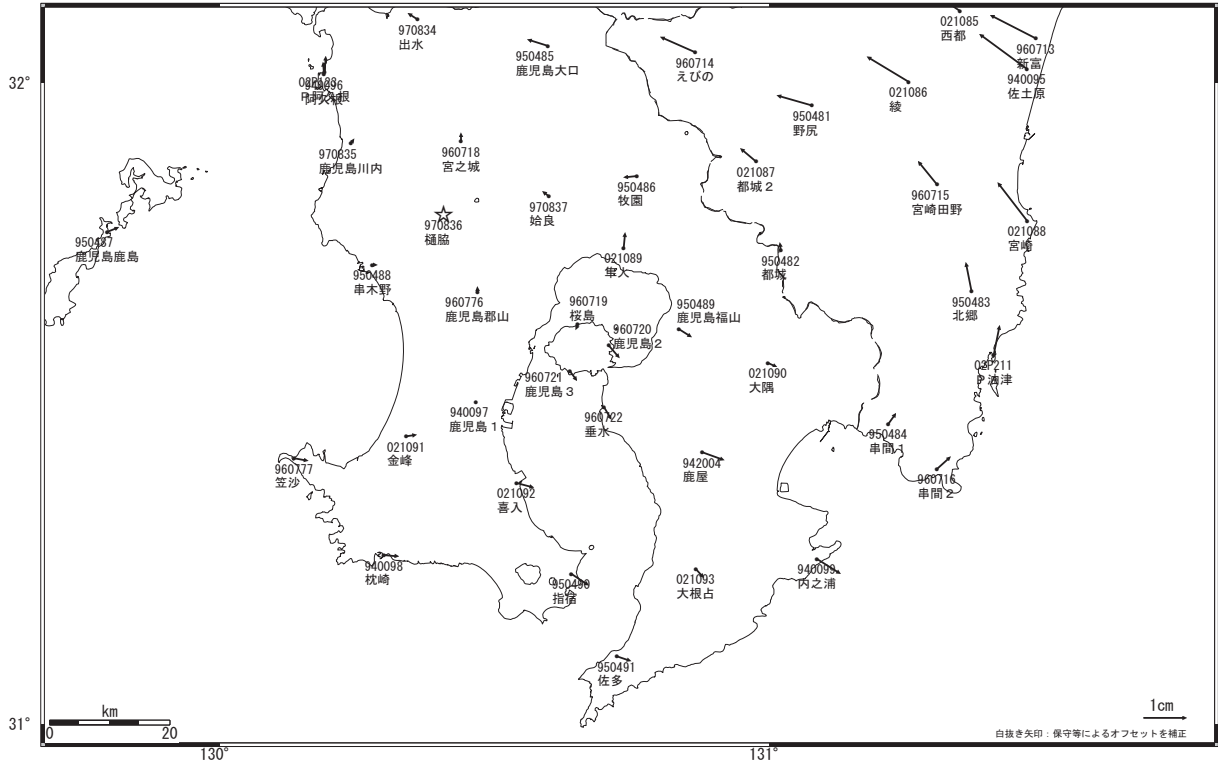 021085
西都
970834
出水
960713
新富
950485
鹿児島大口
960714
えびの
32°
940096
阿久根
021086
綾
940095
佐土原
950481
野尻
970835
鹿児島川内
960718
宮之城
021087
都城２
950486
牧園
960715
宮崎田野
970837
姶良
970836
樋脇
021088
宮崎
950487
鹿児島鹿島
021089
隼人
950482
都城
950488
串木野
960776
鹿児島郡山
960719
桜島
950489
鹿児島福山
950483
北郷
960720
鹿児島２
02P211
021090
大隅
960721
鹿児島３
940097
鹿児島１
960722
垂水
950484
串間１
021091
金峰
960777
笠沙
942004
鹿屋
960716
串間２
021092
喜入
940098
枕崎
950490
指宿
021093
大根占
940099
内之浦
950491
佐多
km
0 20
1cm
31°
白抜き矢印：保守等によるオフセットを補正
130°
131°